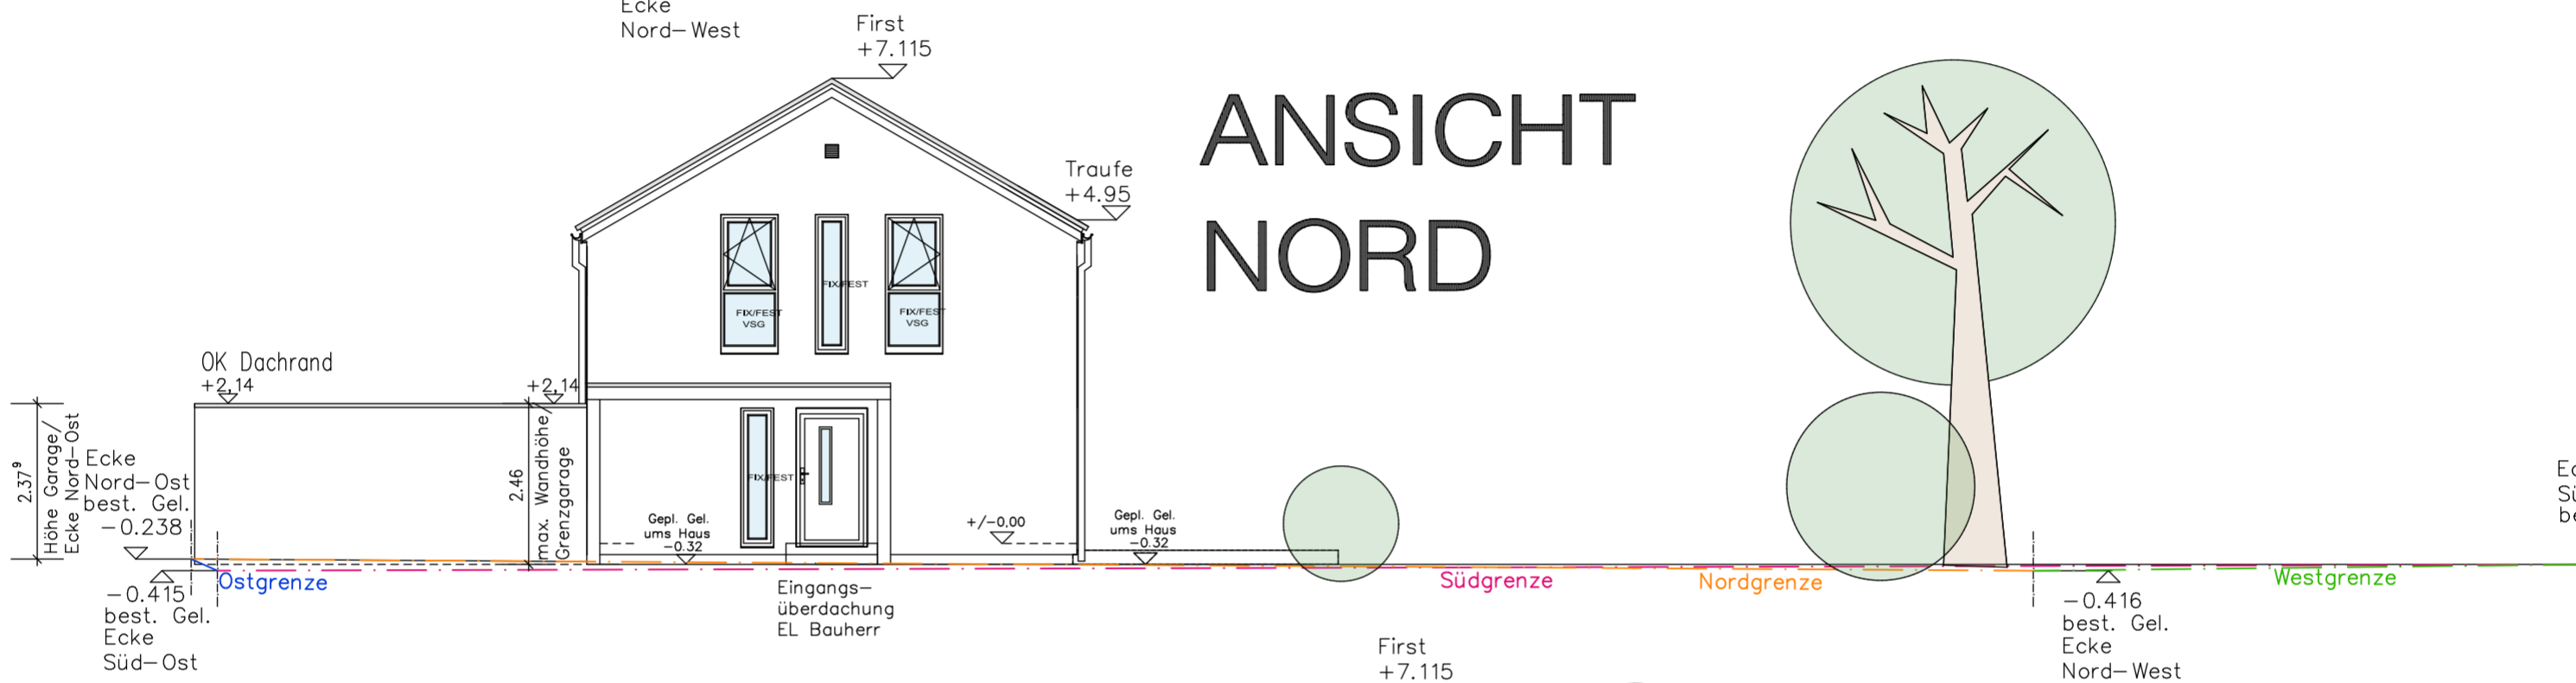 Ecke
Nord-West
First
+7.115
ANSICHT
NORD
Traufe
+4.95
FIX/FEST
FIX/FEST
VSG
FIX/FEST
VSG
OK Dachrand
+2,14
+2,14
2.37⁹
Höhe Garage/
Ecke Nord-Ost
Ecke
Nord-Ost
best. Gel.
-0.238
2.46
max. Wandhöhe/
Grenzgarage
FIX/FEST
Gepl. Gel.
ums Haus
-0.32
+/-0,00
Gepl. Gel.
ums Haus
-0.32
Ostgrenze
Südgrenze
Nordgrenze
Westgrenze
-0.415
best. Gel.
Ecke
Süd-Ost
Eingangs-
überdachung
EL Bauherr
-0.416
best. Gel.
Ecke
Nord-West
First
+7.115